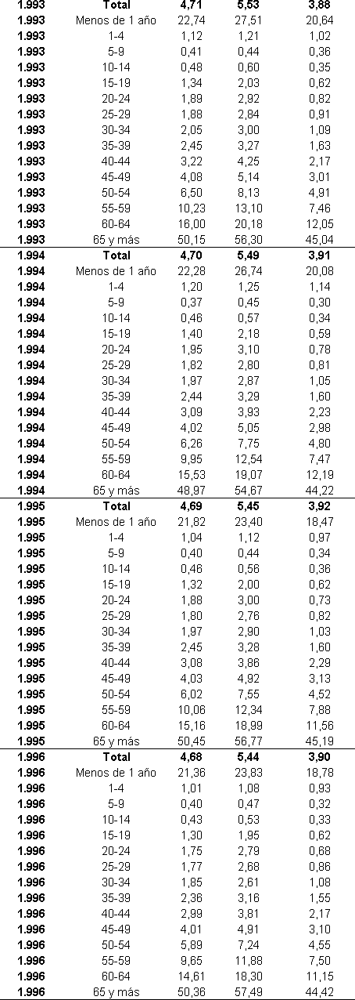 1.993 Total 4,71 5,53 3,88
1.993 Menos de 1 año 22,74 27,51 20,64
1.993 1-4 1,12 1,21 1,02
1.993 5-9 0,41 0,44 0,36
1.993 10-14 0,48 0,60 0,35
1.993 15-19 1,34 2,03 0,62
1.993 20-24 1,89 2,92 0,82
1.993 25-29 1,88 2,84 0,91
1.993 30-34 2,05 3,00 1,09
1.993 35-39 2,45 3,27 1,63
1.993 40-44 3,22 4,25 2,17
1.993 45-49 4,08 5,14 3,01
1.993 50-54 6,50 8,13 4,91
1.993 55-59 10,23 13,10 7,46
1.993 60-64 16,00 20,18 12,05
1.993 65 y más 50,15 56,30 45,04
1.994 Total 4,70 5,49 3,91
1.994 Menos de 1 año 22,28 26,74 20,08
1.994 1-4 1,20 1,25 1,14
1.994 5-9 0,37 0,45 0,30
1.994 10-14 0,46 0,57 0,34
1.994 15-19 1,40 2,18 0,59
1.994 20-24 1,95 3,10 0,78
1.994 25-29 1,82 2,80 0,81
1.994 30-34 1,97 2,87 1,05
1.994 35-39 2,44 3,29 1,60
1.994 40-44 3,09 3,93 2,23
1.994 45-49 4,02 5,05 2,98
1.994 50-54 6,26 7,75 4,80
1.994 55-59 9,95 12,54 7,47
1.994 60-64 15,53 19,07 12,19
1.994 65 y más 48,97 54,67 44,22
1.995 Total 4,69 5,45 3,92
1.995 Menos de 1 año 21,82 23,40 18,47
1.995 1-4 1,04 1,12 0,97
1.995 5-9 0,40 0,44 0,34
1.995 10-14 0,46 0,56 0,36
1.995 15-19 1,32 2,00 0,62
1.995 20-24 1,88 3,00 0,73
1.995 25-29 1,80 2,76 0,82
1.995 30-34 1,97 2,90 1,03
1.995 35-39 2,45 3,28 1,60
1.995 40-44 3,08 3,86 2,29
1.995 45-49 4,03 4,92 3,13
1.995 50-54 6,02 7,55 4,52
1.995 55-59 10,06 12,34 7,88
1.995 60-64 15,16 18,99 11,56
1.995 65 y más 50,45 56,77 45,19
1.996 Total 4,68 5,44 3,90
1.996 Menos de 1 año 21,36 23,83 18,78
1.996 1-4 1,01 1,08 0,93
1.996 5-9 0,40 0,47 0,32
1.996 10-14 0,43 0,53 0,33
1.996 15-19 1,30 1,95 0,62
1.996 20-24 1,75 2,79 0,68
1.996 25-29 1,77 2,68 0,86
1.996 30-34 1,85 2,61 1,08
1.996 35-39 2,36 3,16 1,55
1.996 40-44 2,99 3,81 2,17
1.996 45-49 4,01 4,91 3,10
1.996 50-54 5,89 7,24 4,55
1.996 55-59 9,65 11,88 7,50
1.996 60-64 14,61 18,30 11,15
1.996 65 y más 50,36 57,49 44,42